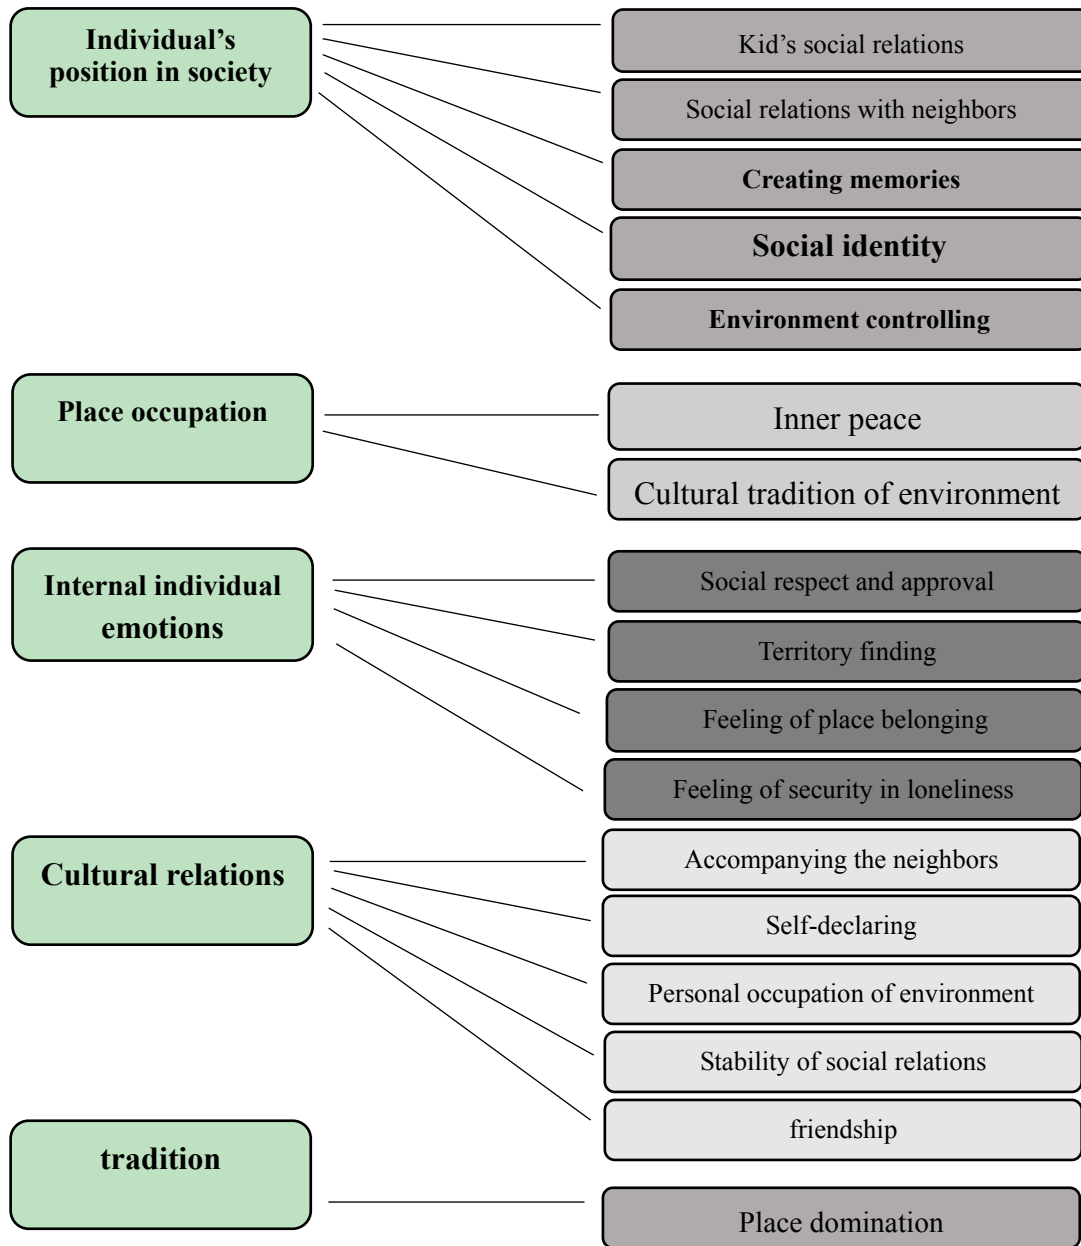 Individual’s
position in society
Kid’s social relations
Social relations with neighbors
Creating memories
Social identity
Environment controlling
Place occupation
Inner peace
Cultural tradition of environment
Internal individual
emotions
Social respect and approval
Territory finding
Feeling of place belonging
Feeling of security in loneliness
Cultural relations
Accompanying the neighbors
Self-declaring
Personal occupation of environment
Stability of social relations
friendship
tradition
Place domination